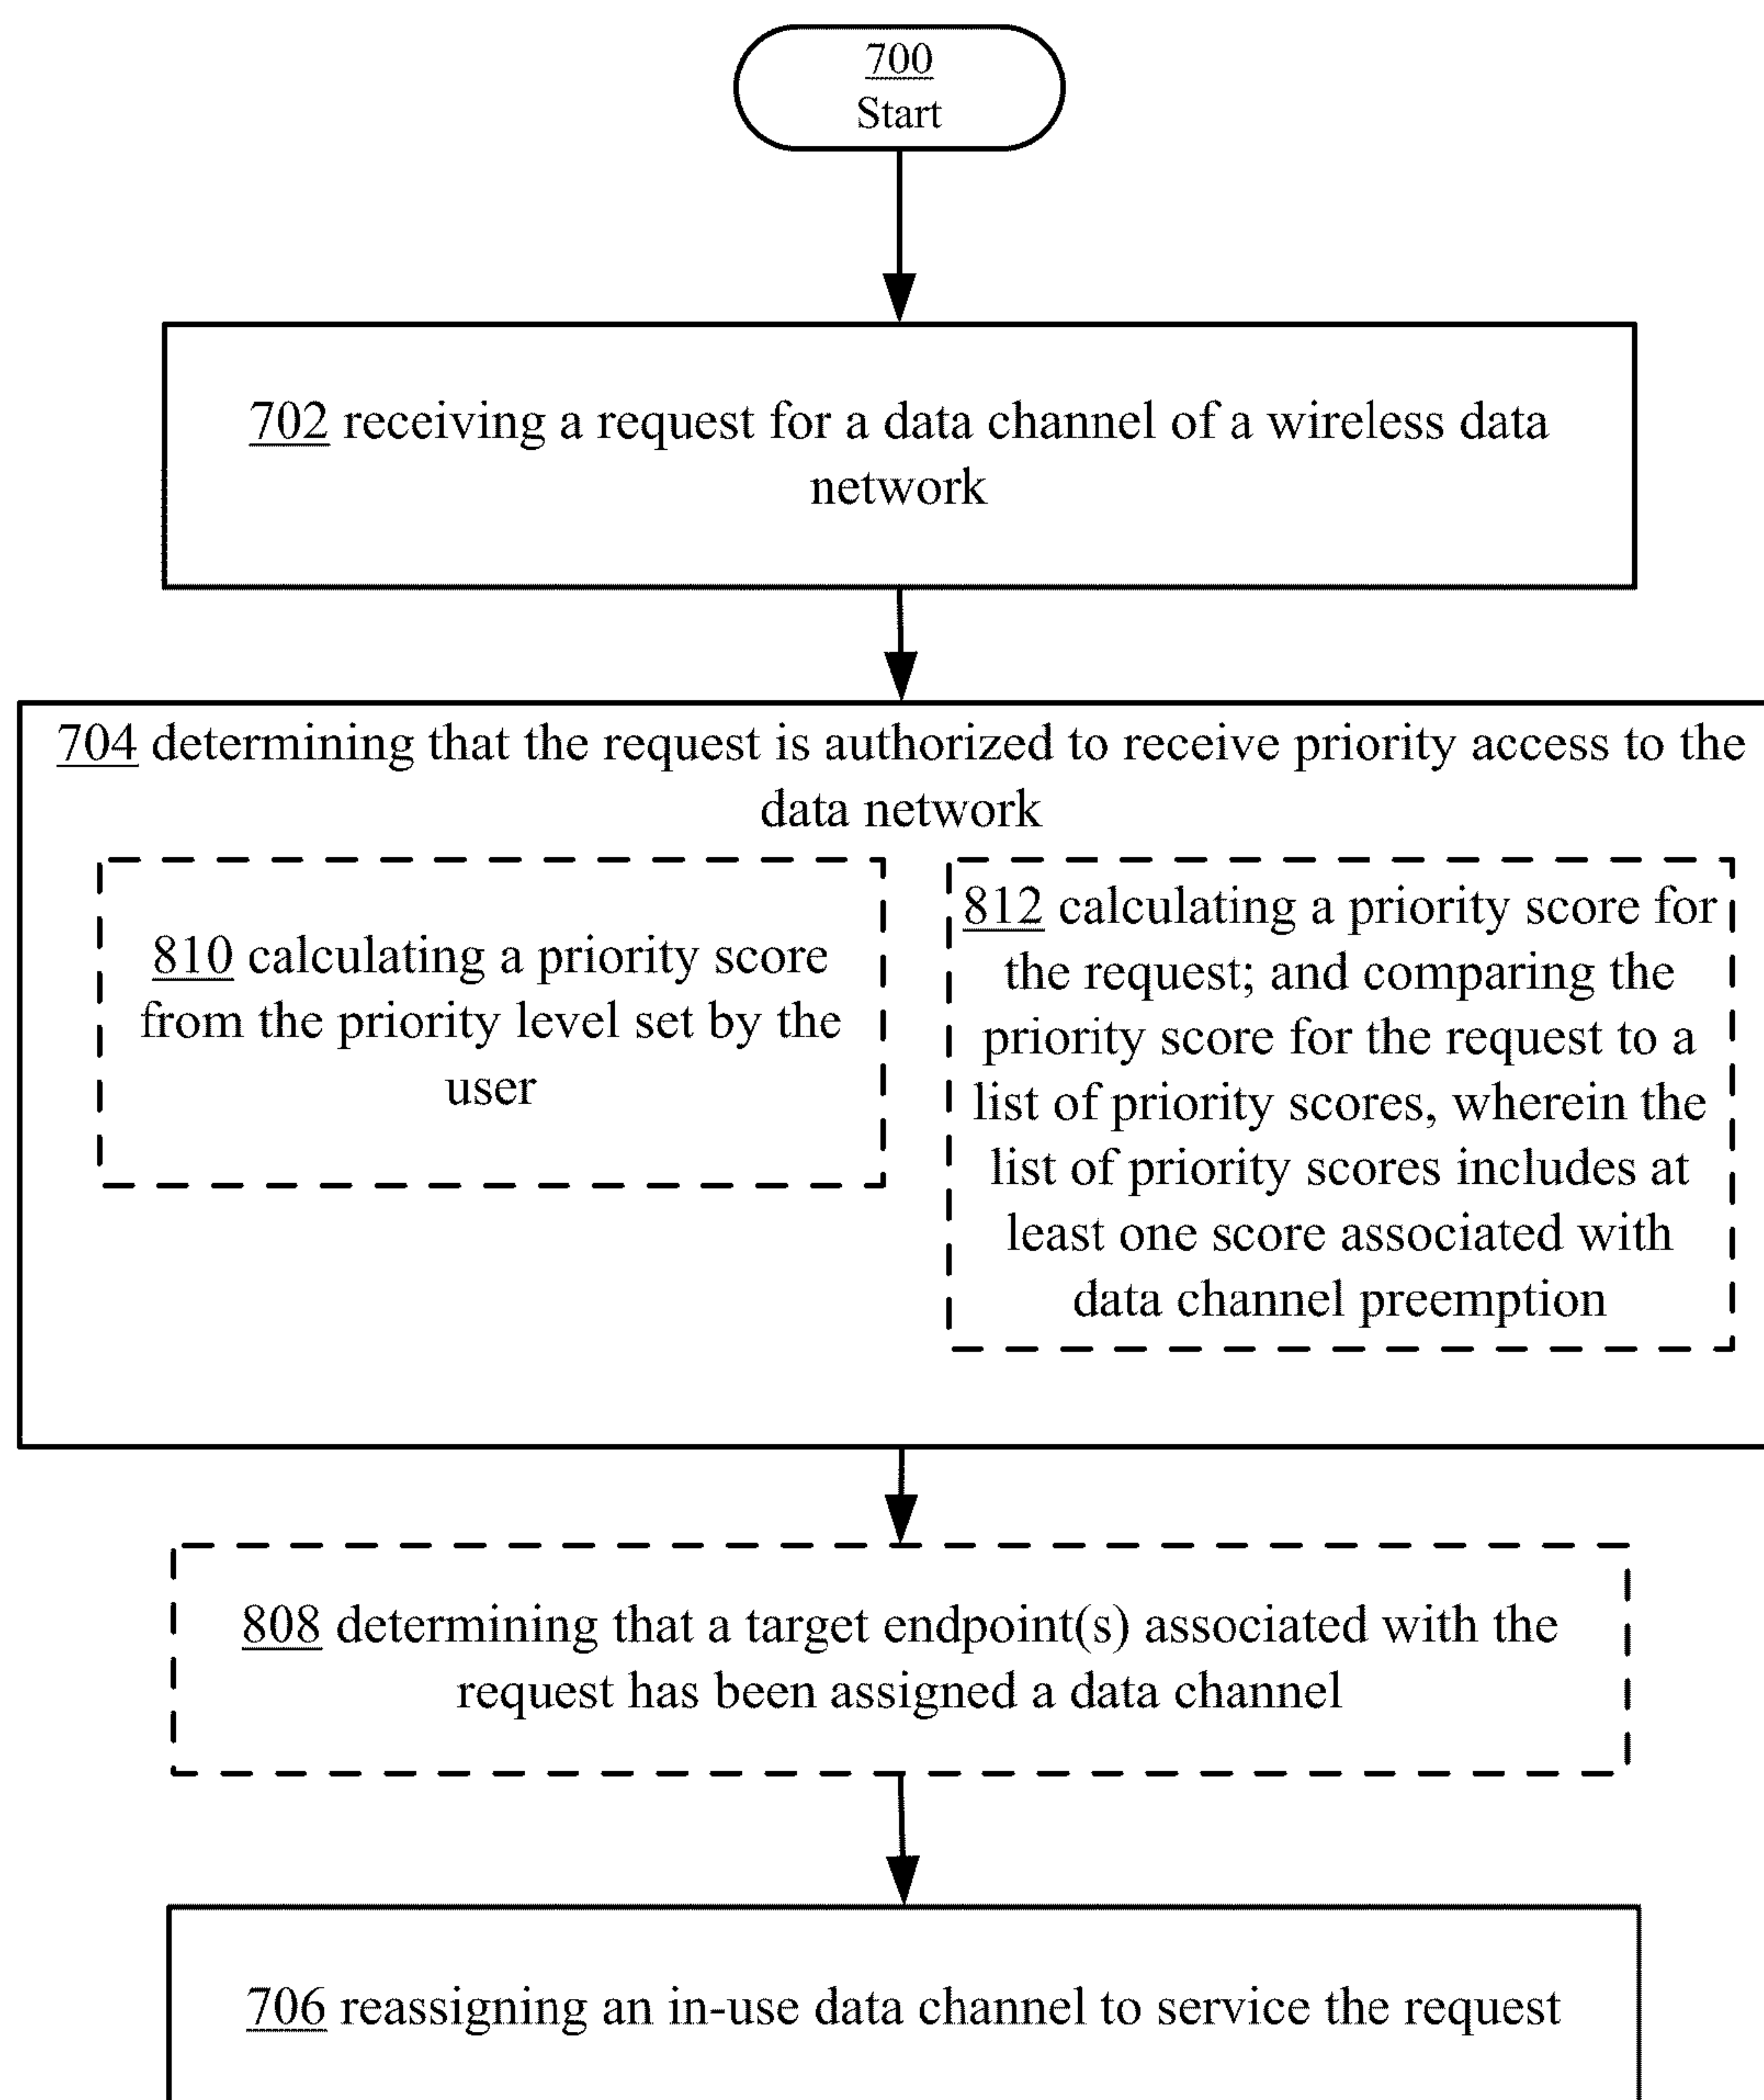 700
Start
702 receiving a request for a data channel of a wireless data
network
704 determining that the request is authorized to receive priority access to the
data network
810 calculating a priority score
from the priority level set by the
user
812 calculating a priority score for
the request; and comparing the
priority score for the request to a
list of priority scores, wherein the
list of priority scores includes at
least one score associated with
data channel preemption
808 determining that a target endpoint(s) associated with the
request has been assigned a data channel
706 reassigning an in-use data channel to service the request